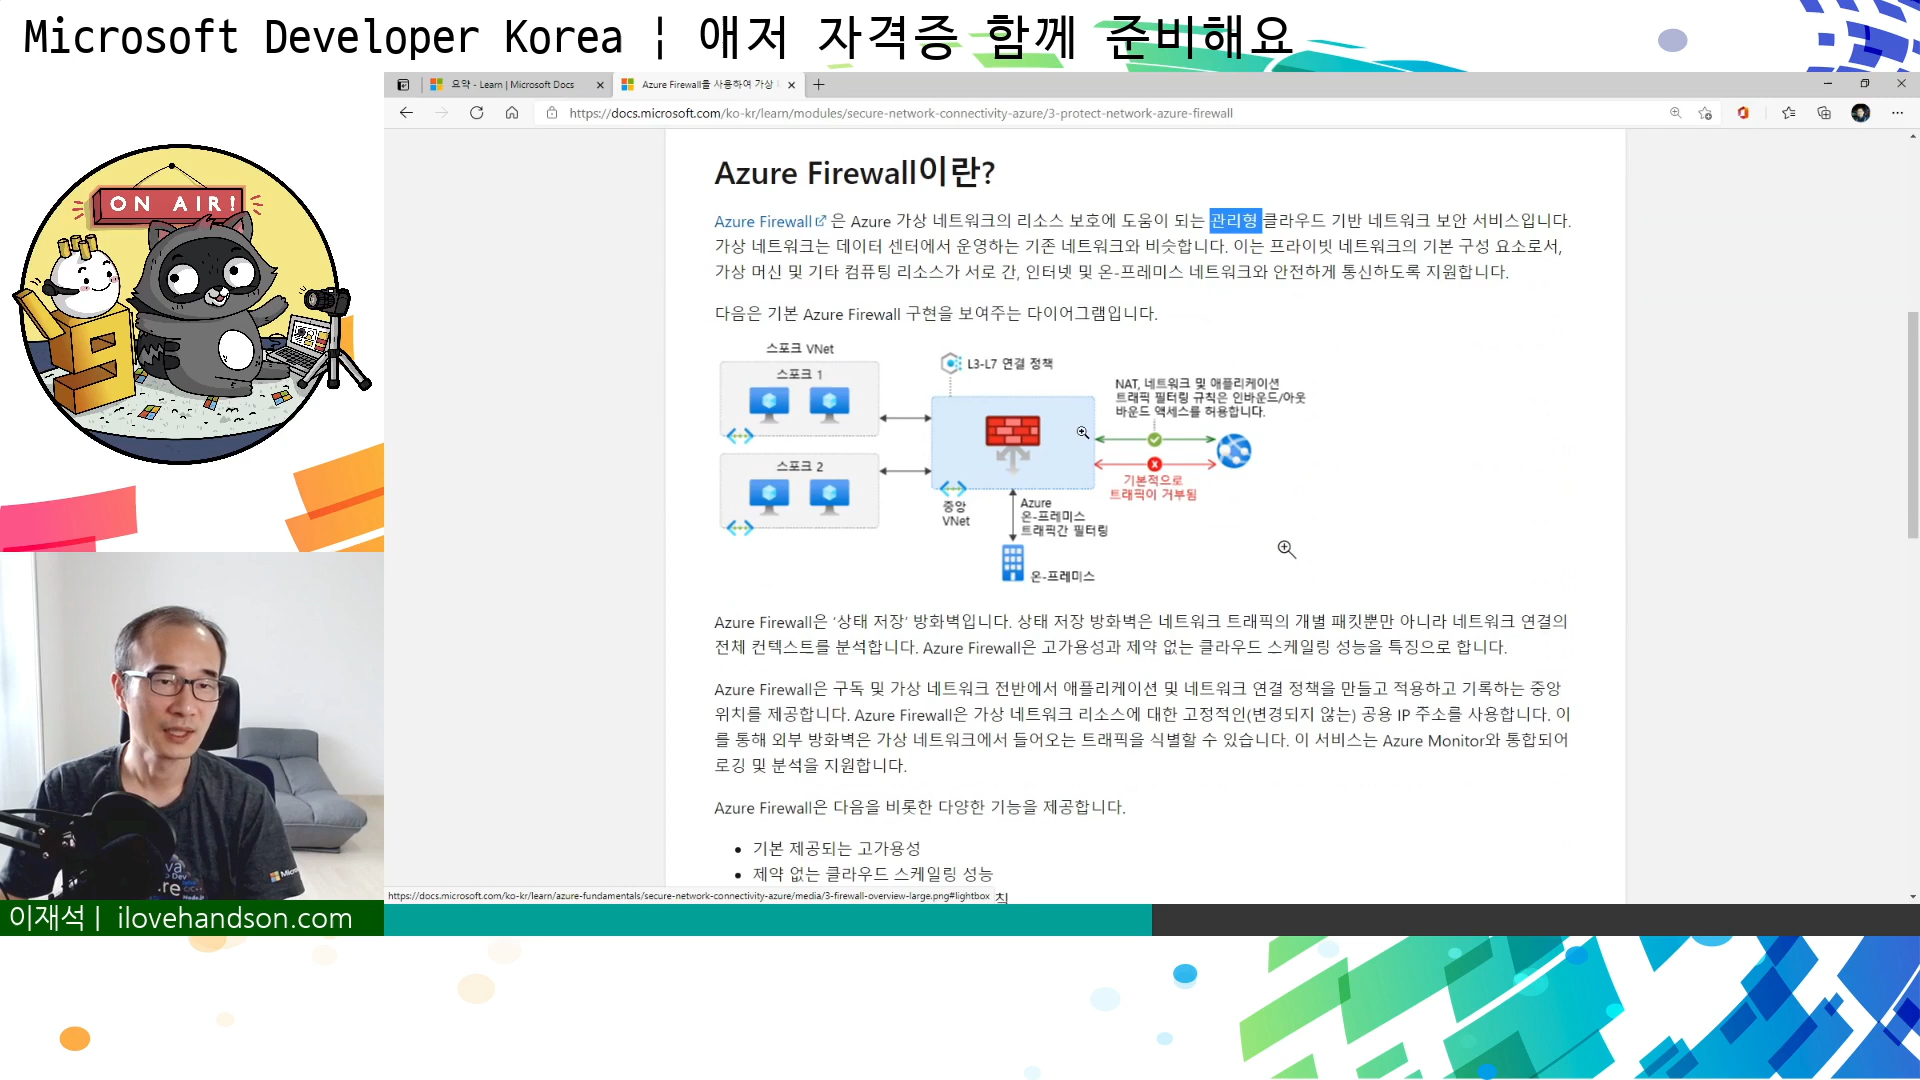 Microsoft Developer Korea | 애저 자격증 함께 준비해요
요약 - Learn | Microsoft Docs
Azure Firewall을 사용하여 가상
https://docs.microsoft.com/ko-kr/learn/modules/secure-network-connectivity-azure/3-protect-network-azure-firewall
ON AIR!
Azure Firewall이란?
Azure Firewall 은 Azure 가상 네트워크의 리소스 보호에 도움이 되는 관리형 클라우드 기반 네트워크 보안 서비스입니다.
가상 네트워크는 데이터 센터에서 운영하는 기존 네트워크와 비슷합니다. 이는 프라이빗 네트워크의 기본 구성 요소로서,
가상 머신 및 기타 컴퓨팅 리소스가 서로 간, 인터넷 및 온-프레미스 네트워크와 안전하게 통신하도록 지원합니다.
다음은 기본 Azure Firewall 구현을 보여주는 다이어그램입니다.
스포크 VNet
스포크 1
스포크 2
L3-L7 연결 정책
NAT, 네트워크 및 애플리케이션
트래픽 필터링 규칙은 인바운드/아웃
바운드 액세스를 허용합니다.
기본적으로
트래픽이 거부됨
중앙
VNet
Azure
온-프레미스
트래픽간 필터링
온-프레미스
Azure Firewall은 ‘상태 저장’ 방화벽입니다. 상태 저장 방화벽은 네트워크 트래픽의 개별 패킷뿐만 아니라 네트워크 연결의
전체 컨텍스트를 분석합니다. Azure Firewall은 고가용성과 제약 없는 클라우드 스케일링 성능을 특징으로 합니다.
Azure Firewall은 구독 및 가상 네트워크 전반에서 애플리케이션 및 네트워크 연결 정책을 만들고 적용하고 기록하는 중앙
위치를 제공합니다. Azure Firewall은 가상 네트워크 리소스에 대한 고정적인(변경되지 않는) 공용 IP 주소를 사용합니다. 이
를 통해 외부 방화벽은 가상 네트워크에서 들어오는 트래픽을 식별할 수 있습니다. 이 서비스는 Azure Monitor와 통합되어
로깅 및 분석을 지원합니다.
Azure Firewall은 다음을 비롯한 다양한 기능을 제공합니다.
• 기본 제공되는 고가용성
• 제약 없는 클라우드 스케일링 성능
https://docs.microsoft.com/ko-kr/learn/azure-fundamentals/secure-network-connectivity-azure/media/3-firewall-overview-large.png#lightbox
이재석 | ilovehandson.com